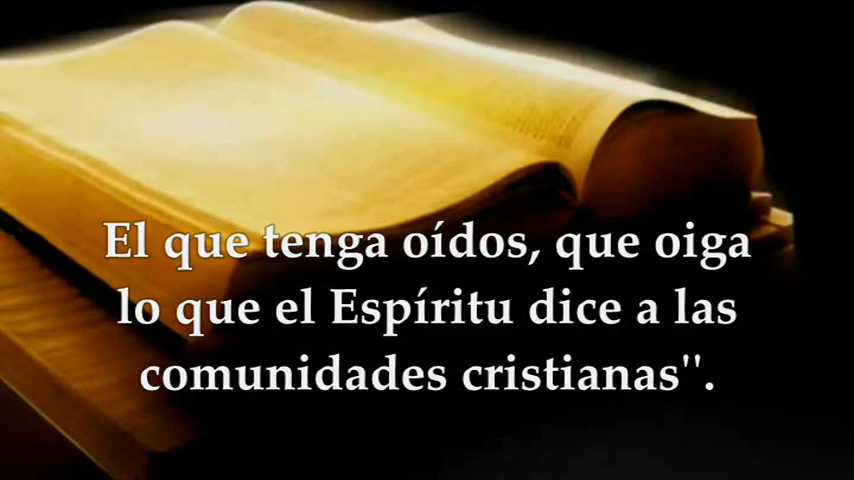 El que tenga oídos, que oiga
lo que el Espíritu dice a las
comunidades cristianas".